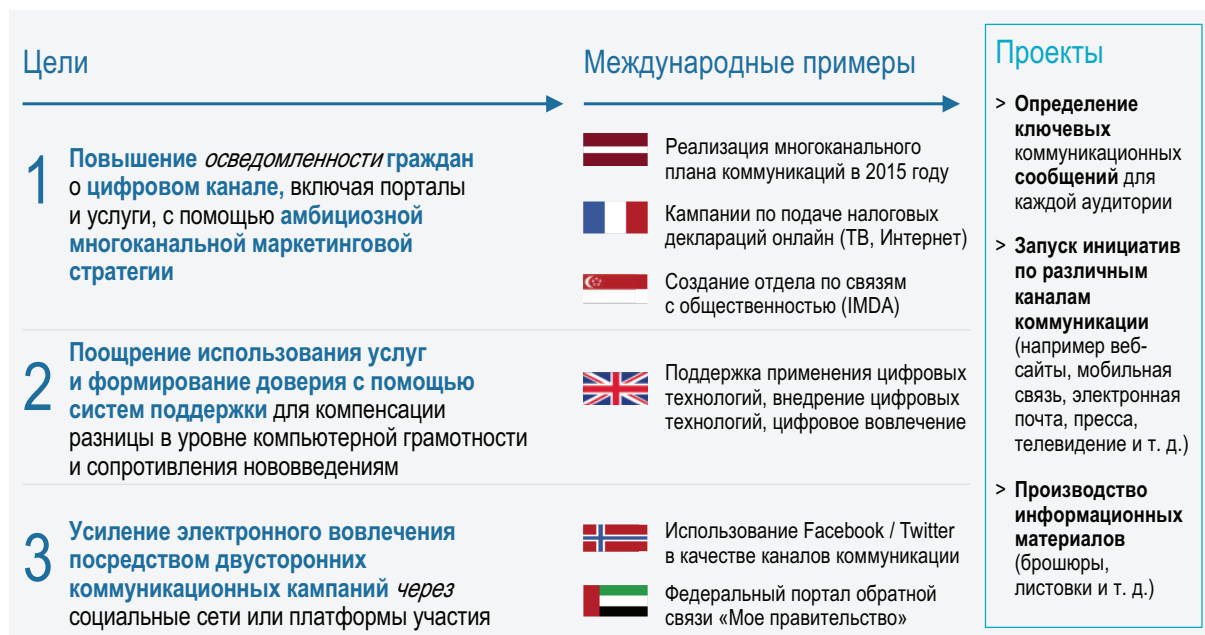 Цели
1
Повышение осведомленности граждан
о цифровом канале, включая порталы
и услуги, с помощью амбициозной
многоканальной маркетинговой
стратегии
2
Поощрение использования услуг
и формирование доверия с помощью
систем поддержки для компенсации
разницы в уровне компьютерной грамотности
и сопротивления нововведениям
3
Усиление электронного вовлечения
посредством двусторонних
коммуникационных кампаний через
социальные сети или платформы участия
Международные примеры
Реализация многоканального
плана коммуникаций в 2015 году
Кампании по подаче налоговых
деклараций онлайн (ТВ, Интернет)
Создание отдела по связям
с общественностью (IMDA)
Поддержка применения цифровых
технологий, внедрение цифровых
технологий, цифровое вовлечение
Использование Facebook / Twitter
в качестве каналов коммуникации
Федеральный портал обратной
связи «Мое правительство»
Проекты
> Определение
ключевых
коммуникационных
сообщений для
каждой аудитории
> Запуск инициатив
по различным
каналам
коммуникации
(например веб-
сайты, мобильная
связь, электронная
почта, пресса,
телевидение и т. д.)
> Производство
информационных
материалов
(брошюры,
листовки и т. д.)